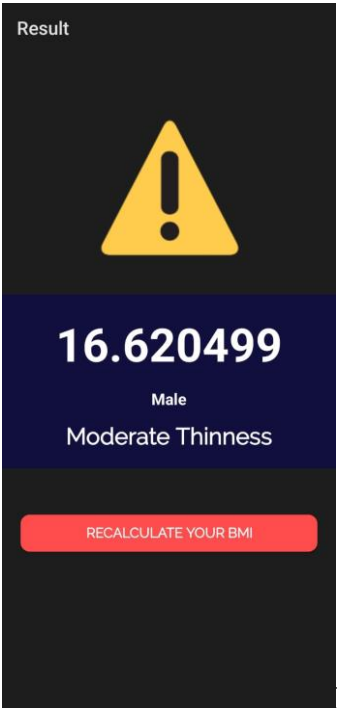 Result
16.620499
Male
Moderate Thinness
RECALCULATE YOUR BMI